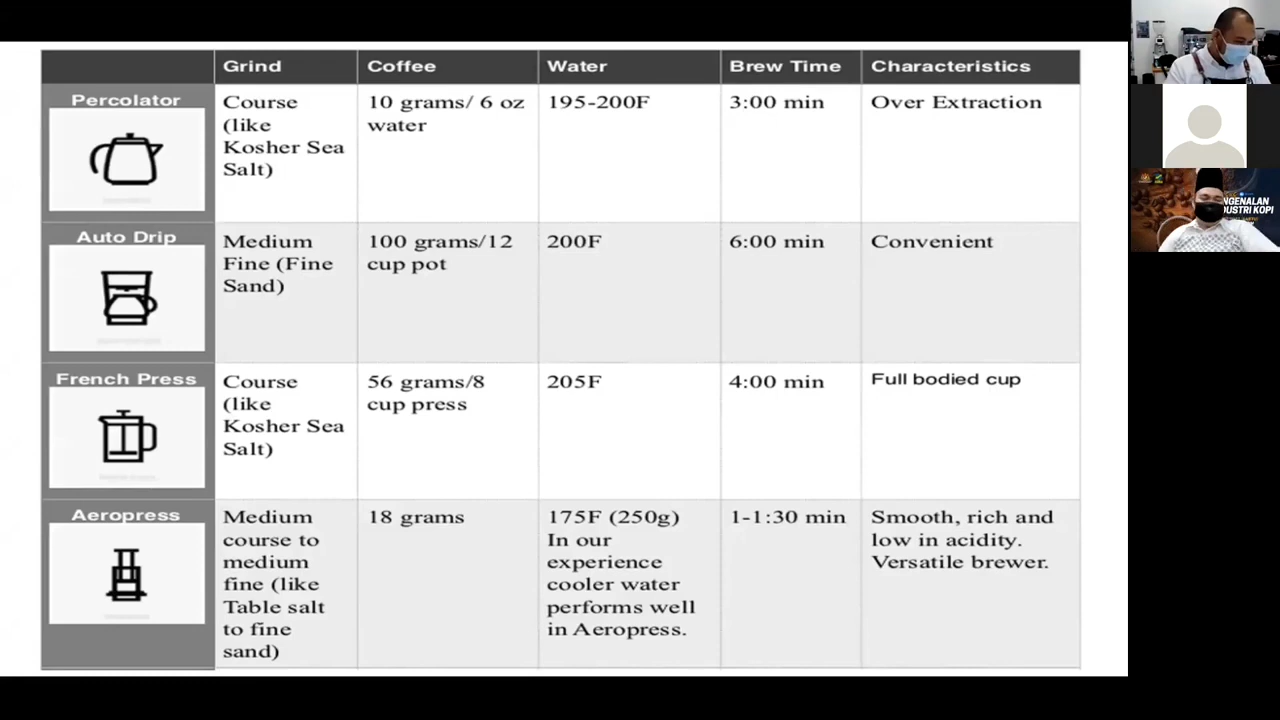 Grind Coffee Water Brew Time Characteristics
Percolator
Course
(like
Kosher Sea
Salt)
10 grams/ 6 oz
water
195-200F
3:00 min
Over Extraction
Auto Drip
Medium
Fine (Fine
Sand)
100 grams/12
cup pot
200F
6:00 min
Convenient
French Press
Course
(like
Kosher Sea
Salt)
56 grams/8
cup press
205F
4:00 min
Full bodied cup
Aeropress
Medium
course to
medium
fine (like
Table salt
to fine
sand)
18 grams
175F (250g)
In our
experience
cooler water
performs well
in Aeropress.
1-1:30 min
Smooth, rich and
low in acidity.
Versatile brewer.
NGENALAN
DUSTRI KOPI